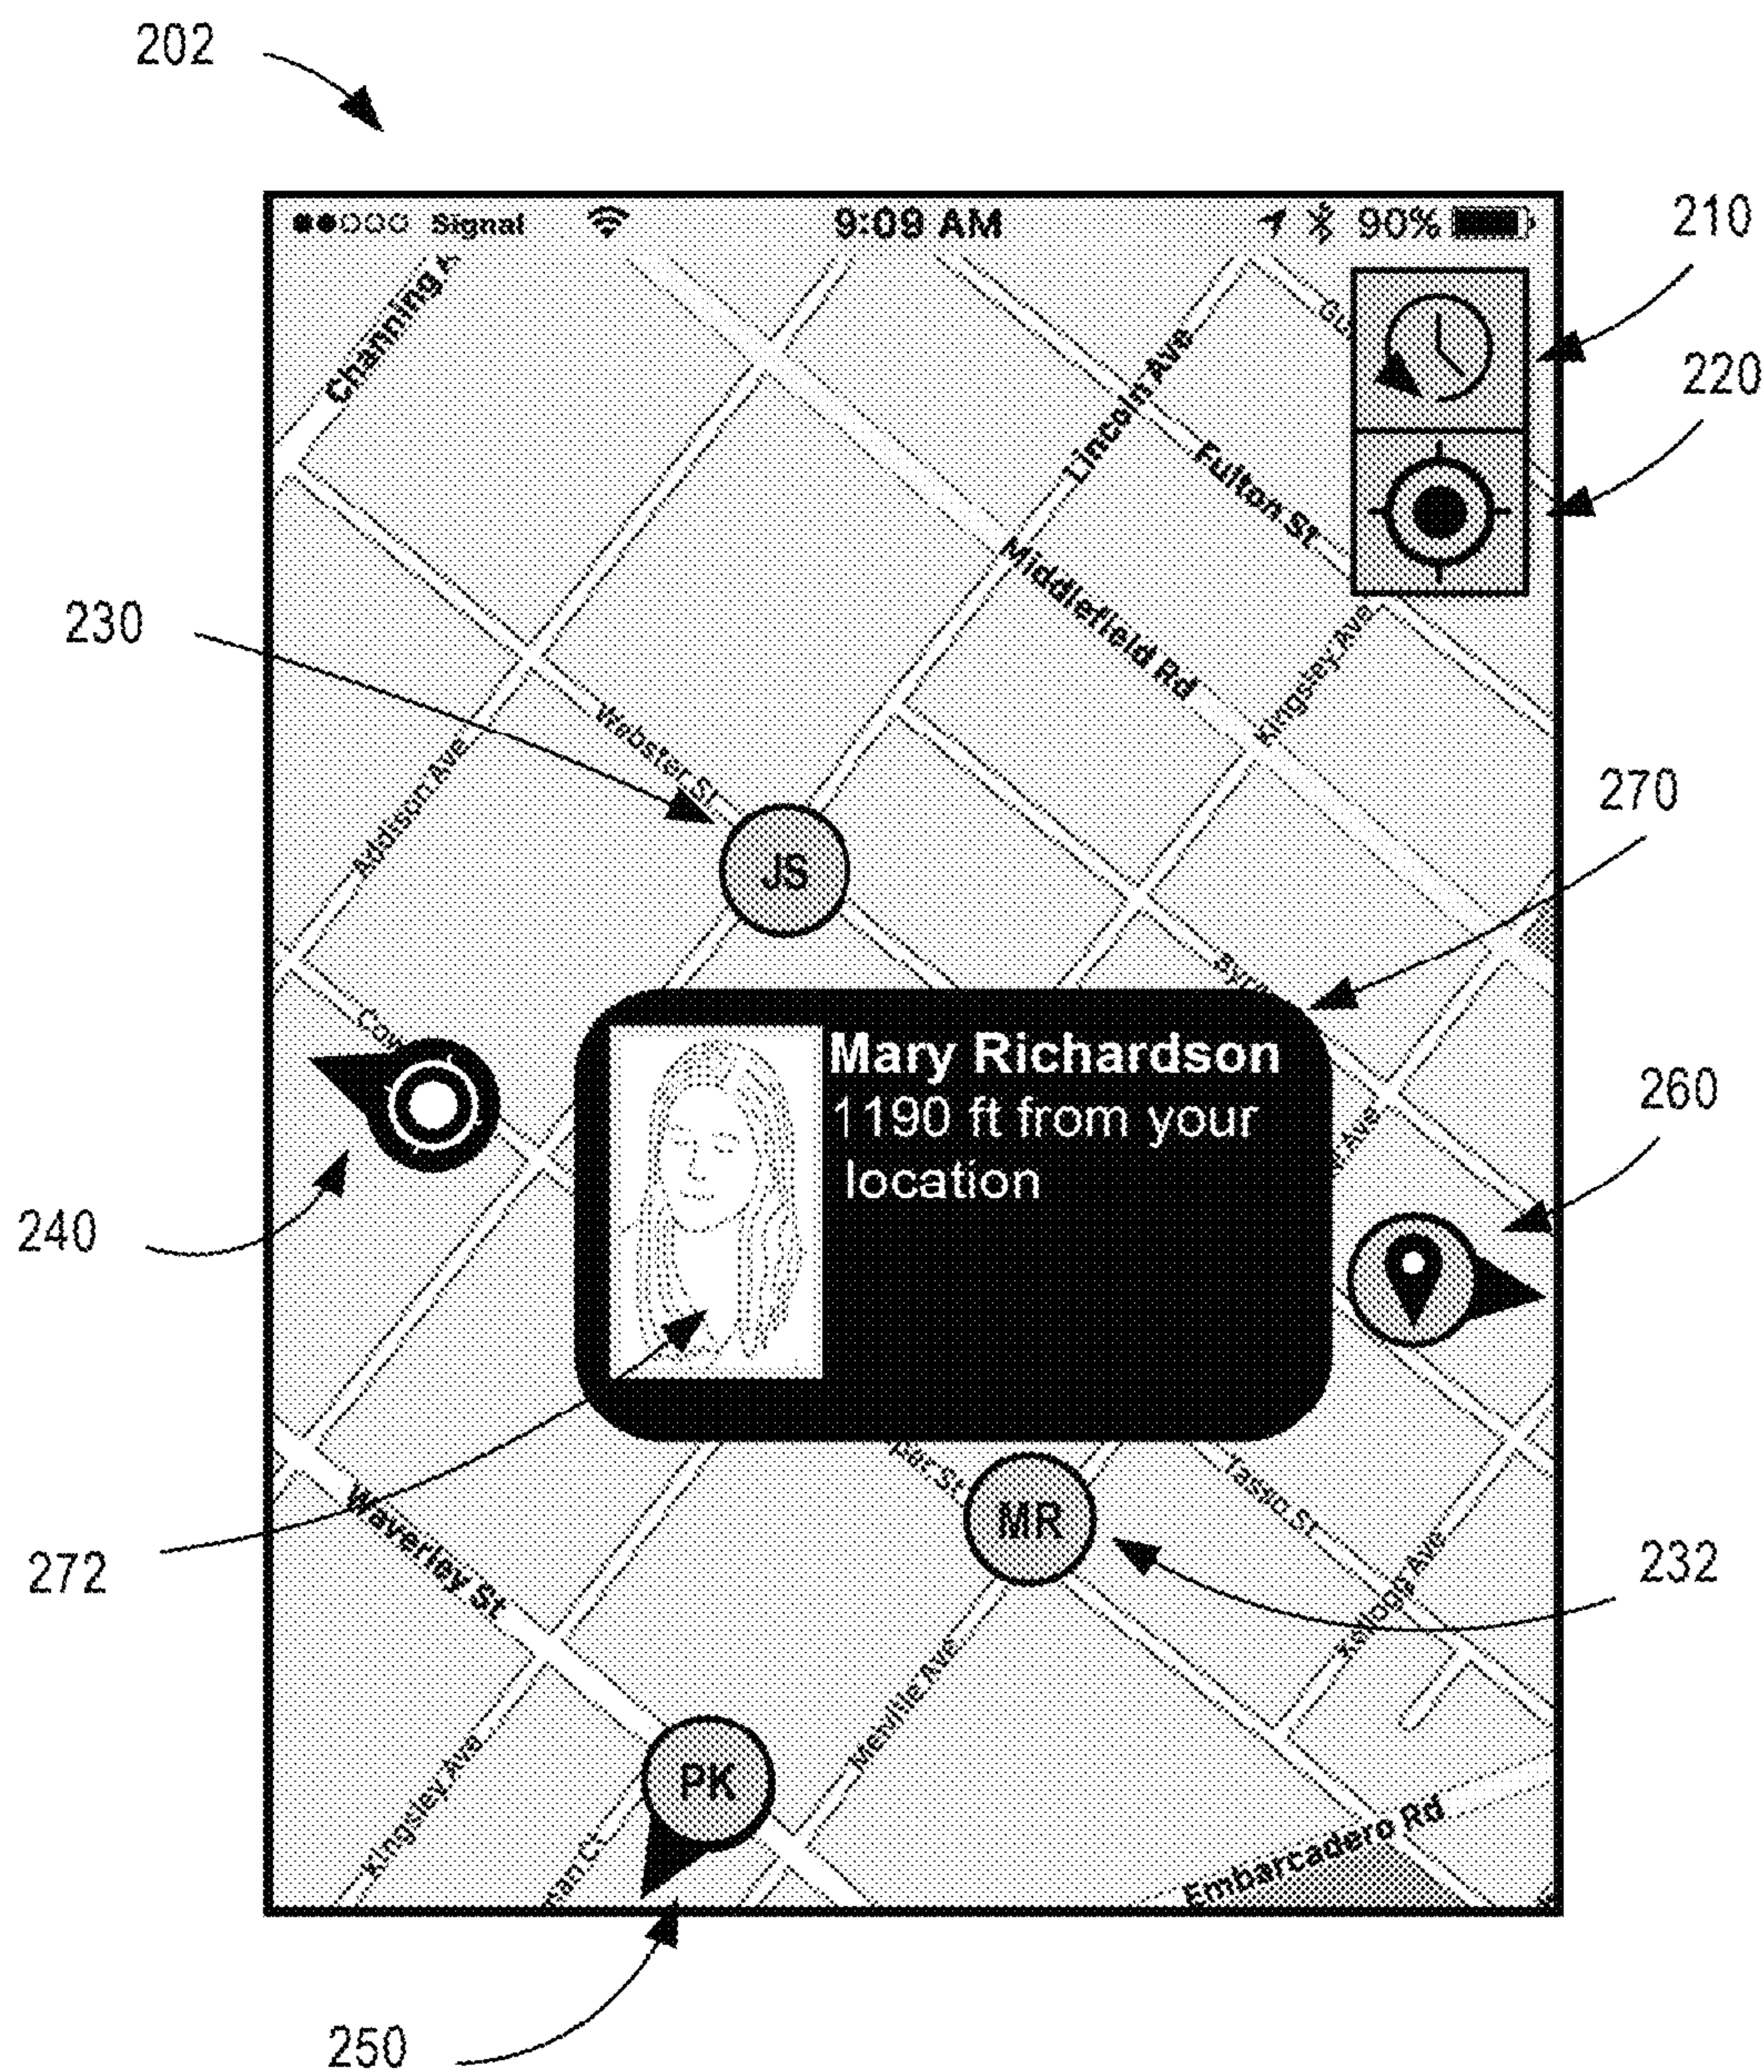 202
Signal 9:09 AM 90%
210
Channing
Lincoln Ave
220
Fulton St
Middlefield Rd
230
Kingsley Ave
Webster St
Addison Ave
270
JS
Mary Richardson
1190 ft from your
location
260
Ave
240
272
Waverley St
MR
232
Tasso St
Kellogg Ave
Melville Ave
PK
Kingsley Ave
Embarcadero Rd
250